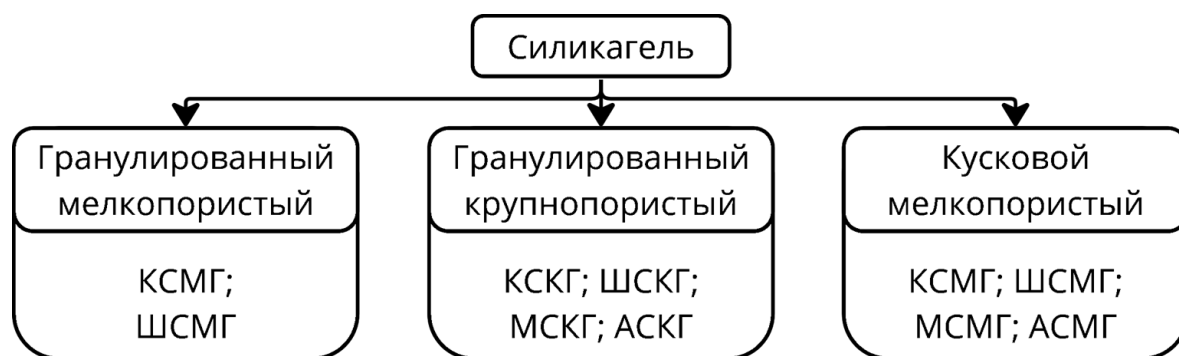 Силикагель
Гранулированный
мелкопористый
КСМГ;
ШСМГ
Гранулированный
крупнопористый
КСКГ; ШСКГ;
МСКГ; АСКГ
Кусковой
мелкопористый
КСМГ; ШСМГ;
МСМГ; АСМГ